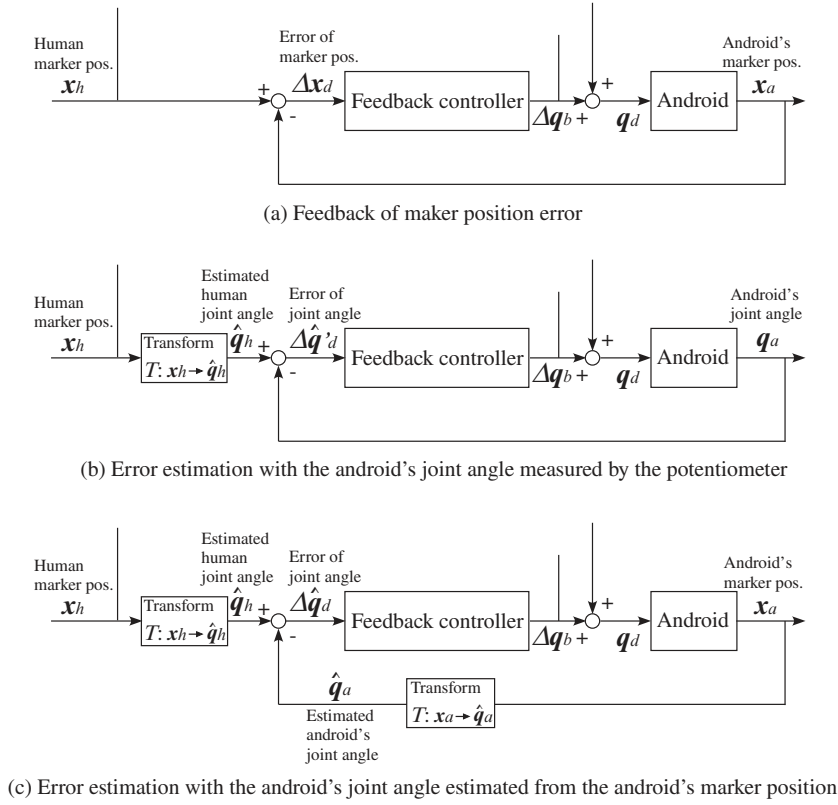 Human
marker pos.
xh
+
-
Error of
marker pos.
Δxd
Feedback controller
Δqb +
+
qd
Android
Android's
marker pos.
xa
(a) Feedback of maker position error
Human
marker pos.
xh
Transform
T: xh→q̂h
Estimated
human
joint angle
q̂h
+
-
Error of
joint angle
Δq̂'d
Feedback controller
Δqb +
+
qd
Android
Android's
joint angle
qa
(b) Error estimation with the android's joint angle measured by the potentiometer
Human
marker pos.
xh
Transform
T: xh→q̂h
Estimated
human
joint angle
q̂h
+
-
Error of
joint angle
Δq̂d
Feedback controller
Δqb +
+
qd
Android
Android's
marker pos.
xa
q̂a
Estimated
android's
joint angle
Transform
T: xa→q̂a
(c) Error estimation with the android's joint angle estimated from the android's marker position